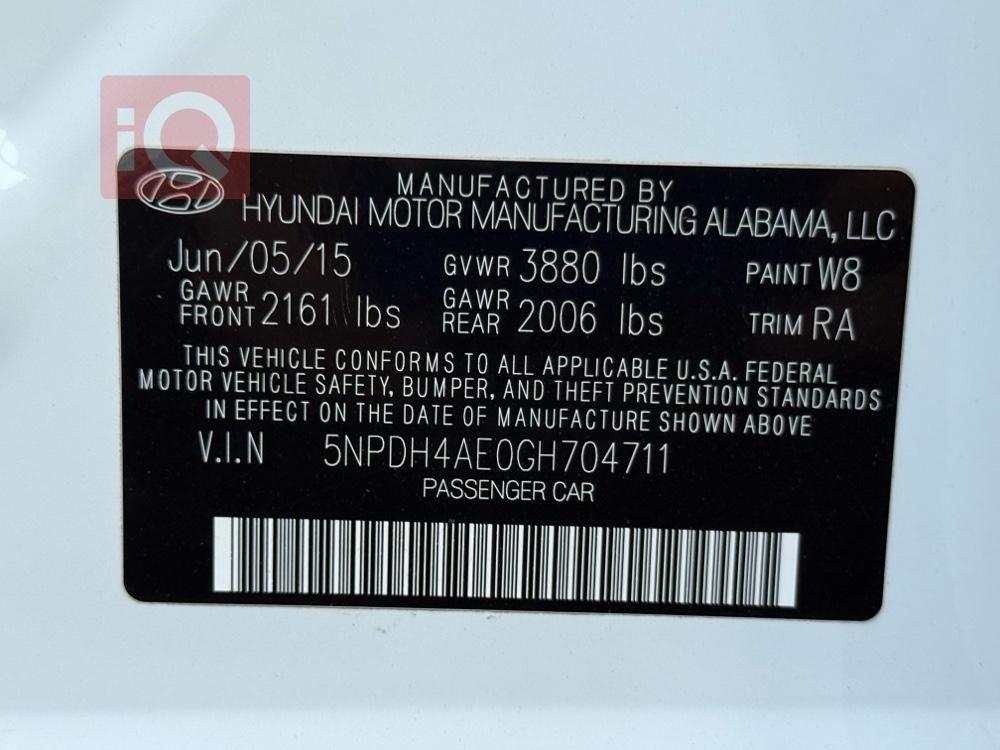 iQ
MANUFACTURED BY
HYUNDAI MOTOR MANUFACTURING ALABAMA, LLC
Jun/05/15 GVWR 3880 lbs PAINT W8
GAWR FRONT 2161 lbs GAWR REAR 2006 lbs TRIM RA
THIS VEHICLE CONFORMS TO ALL APPLICABLE U.S.A. FEDERAL
MOTOR VEHICLE SAFETY, BUMPER, AND THEFT PREVENTION STANDARDS
IN EFFECT ON THE DATE OF MANUFACTURE SHOWN ABOVE
V.I.N 5NPDH4AE0GH704711
PASSENGER CAR